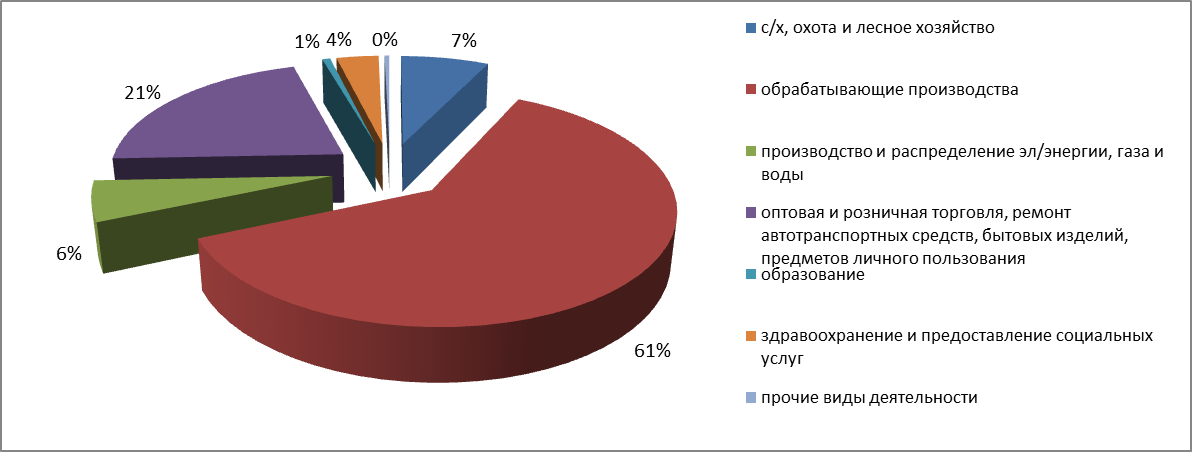 1%
4%
0%
7%
21%
6%
61%
с/х, охота и лесное хозяйство
обрабатывающие производства
производство и распределение эл/энергии, газа и
воды
оптовая и розничная торговля, ремонт
автотранспортных средств, бытовых изделий,
предметов личного пользования
образование
здравоохранение и предоставление социальных
услуг
прочие виды деятельности